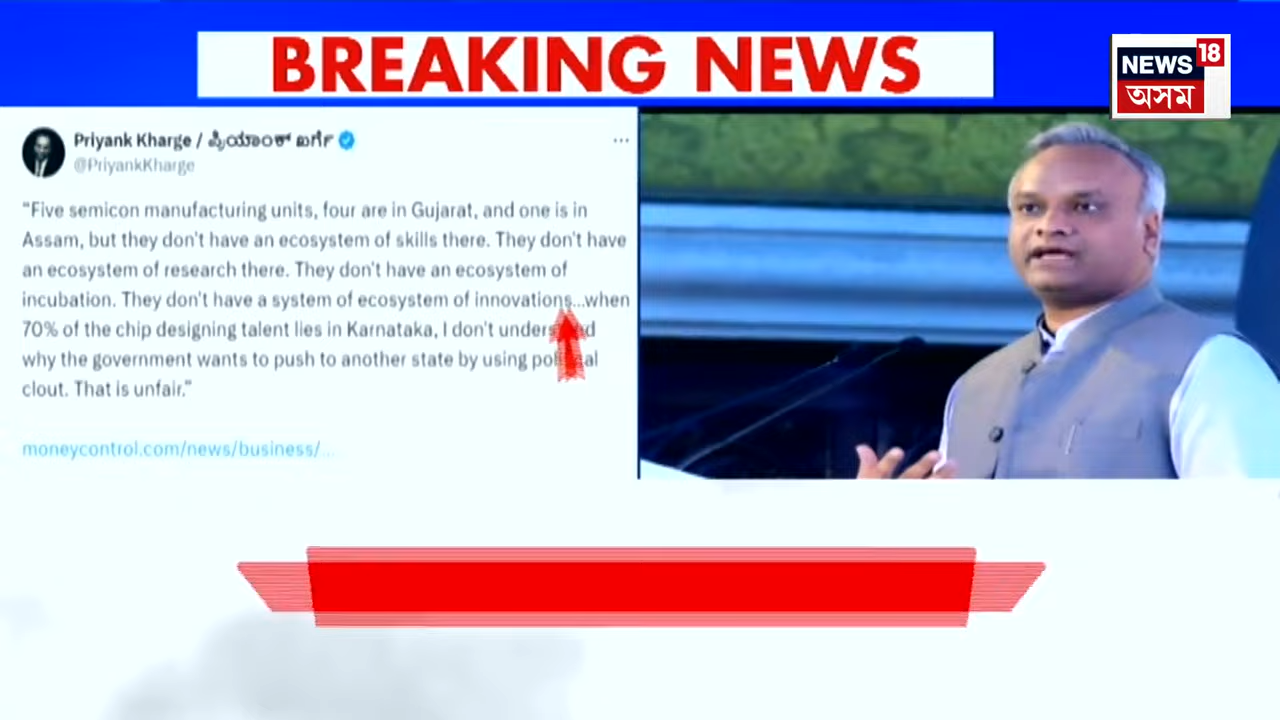 BREAKING NEWS
NEWS 18
অসম
Priyank Kharge / ಪ್ರಿಯಾಂಕ್ ಖರ್ಗೆ
@PriyankKharge
“Five semicon manufacturing units, four are in Gujarat, and one is in
Assam, but they don't have an ecosystem of skills there. They don't have
an ecosystem of research there. They don't have an ecosystem of
incubation. They don't have a system of ecosystem of innovations...when
70% of the chip designing talent lies in Karnataka, I don't
why the government wants to push to another state by using
clout. That is unfair.”
moneycontrol.com/news/business/...